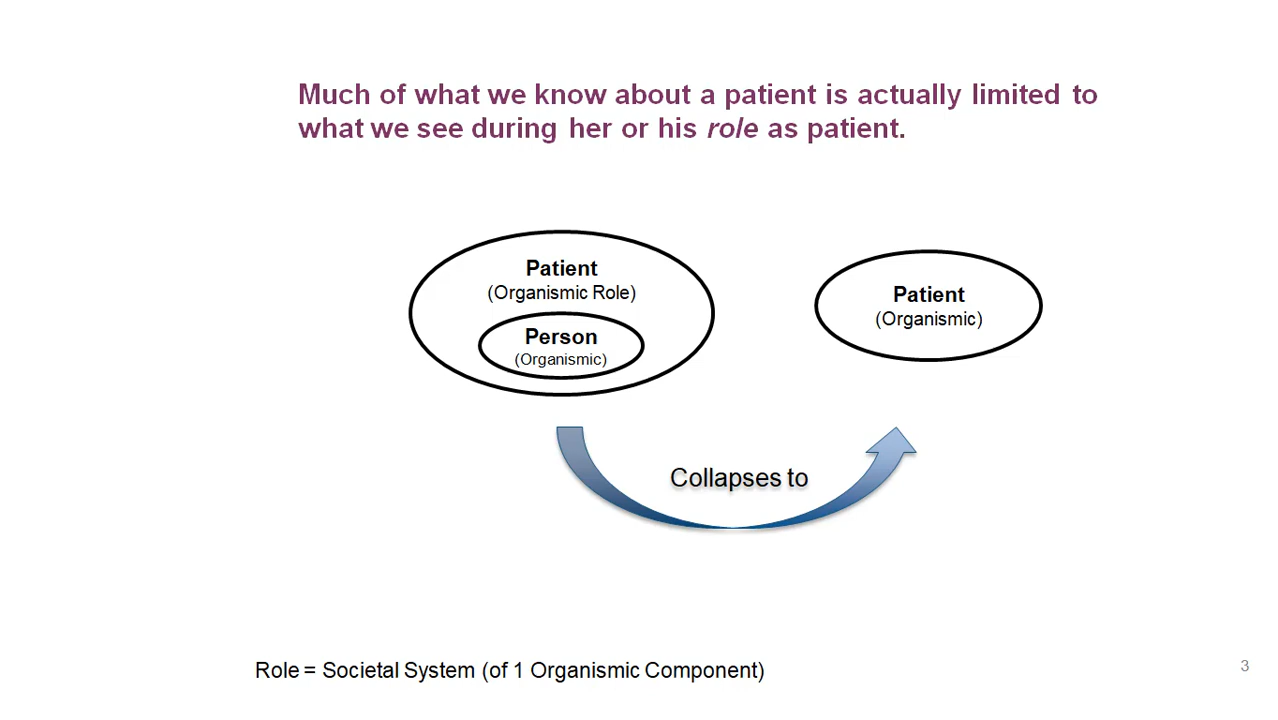 Much of what we know about a patient is actually limited to
what we see during her or his role as patient.
Patient
(Organismic Role)
Person
(Organismic)
Patient
(Organismic)
Collapses to
Role = Societal System (of 1 Organismic Component)
3